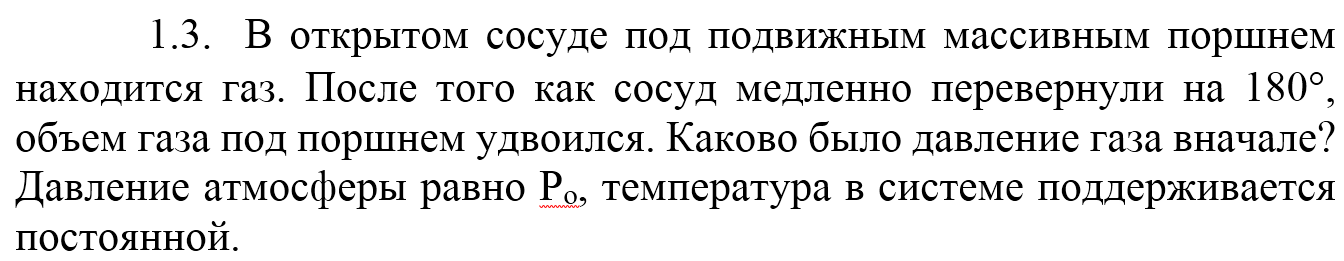 1.3. В открытом сосуде под подвижным массивным поршнем
находится газ. После того как сосуд медленно перевернули на 180°,
объем газа под поршнем удвоился. Каково было давление газа вначале?
Давление атмосферы равно Pо, температура в системе поддерживается
постоянной.